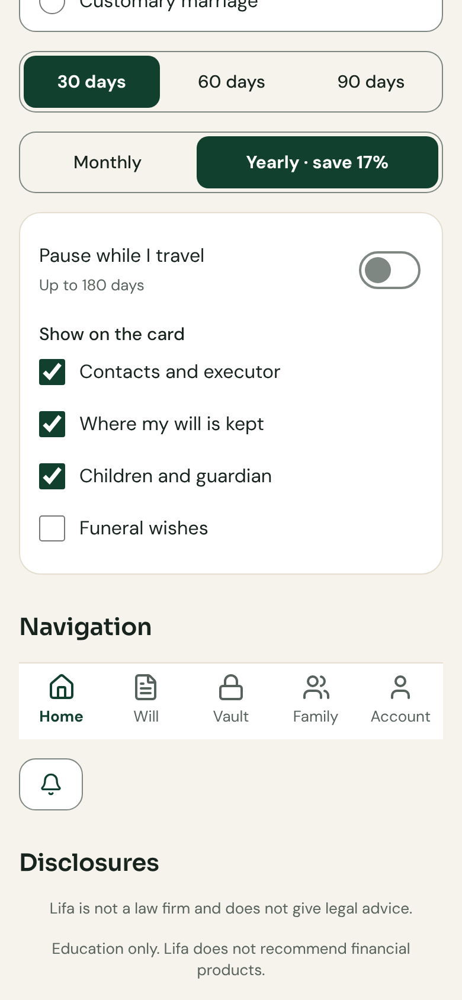 Customary marriage
30 days
60 days
90 days
Monthly
Yearly · save 17%
Pause while I travel
Up to 180 days
Show on the card
Contacts and executor
Where my will is kept
Children and guardian
Funeral wishes
Navigation
Home
Will
Vault
Family
Account
Disclosures
Lifa is not a law firm and does not give legal advice.
Education only. Lifa does not recommend financial
products.